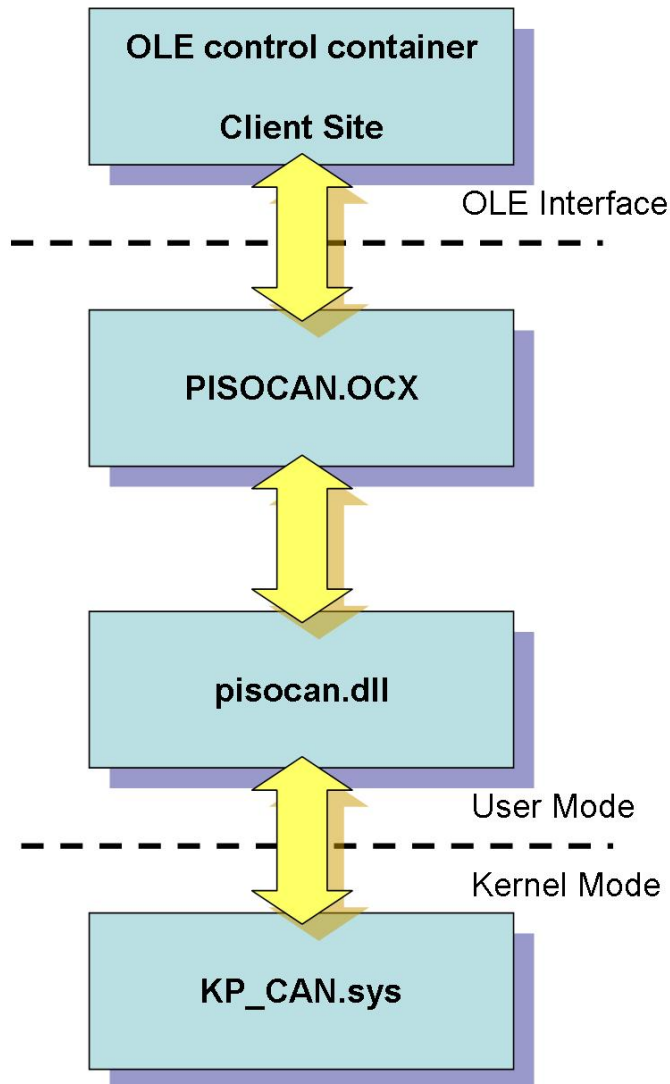 OLE control container
Client Site
OLE Interface
PISOCAN.OCX
pisocan.dll
User Mode
Kernel Mode
KP_CAN.sys